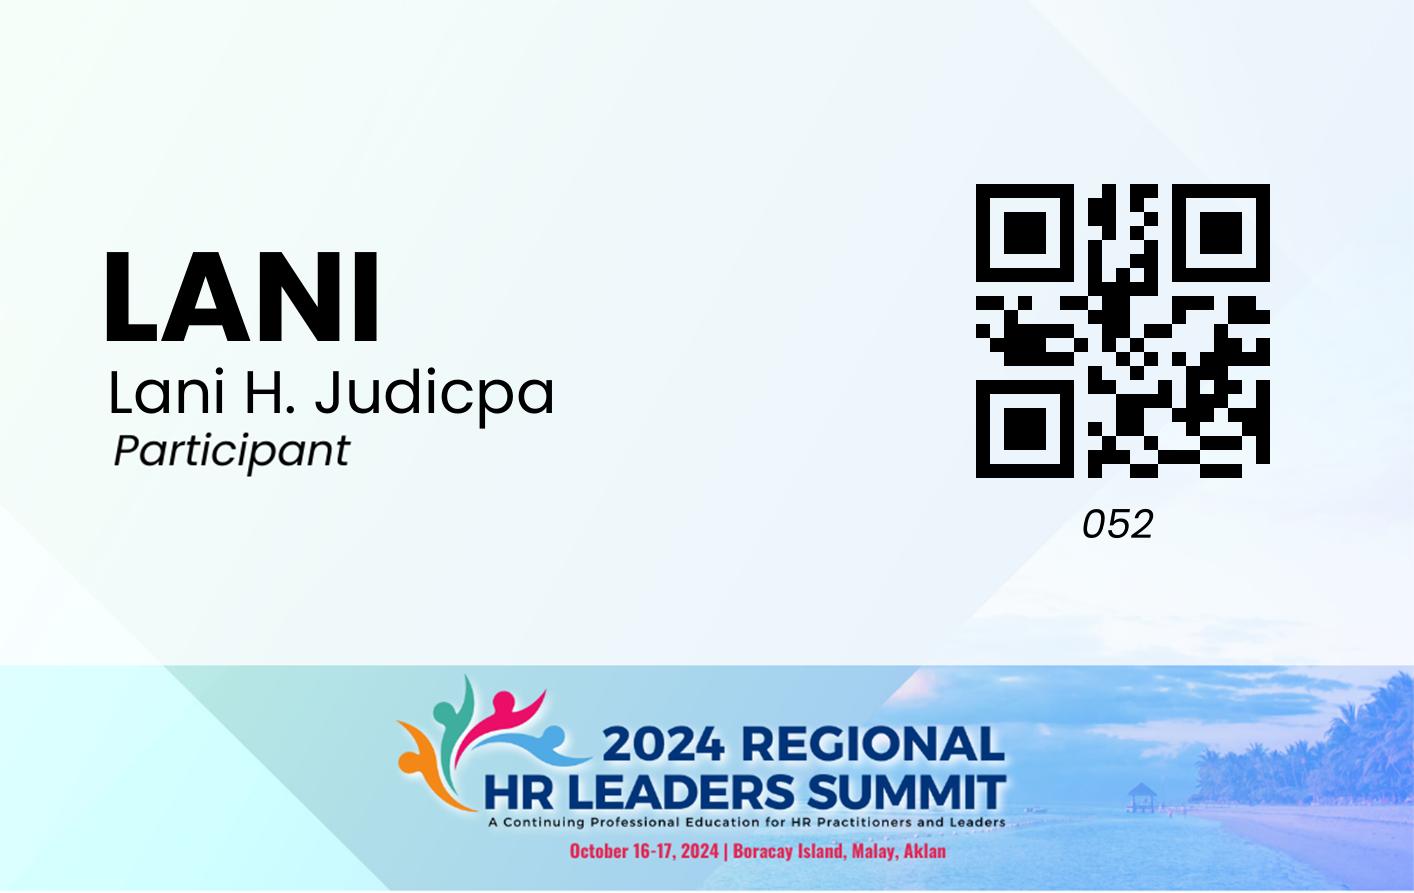 LANI
Lani H. Judicpa
Participant
052
2024 REGIONAL
HR LEADERS SUMMIT
A Continuing Professional Education for HR Practitioners and Leaders
October 16-17, 2024 | Boracay Island, Malay, Aklan